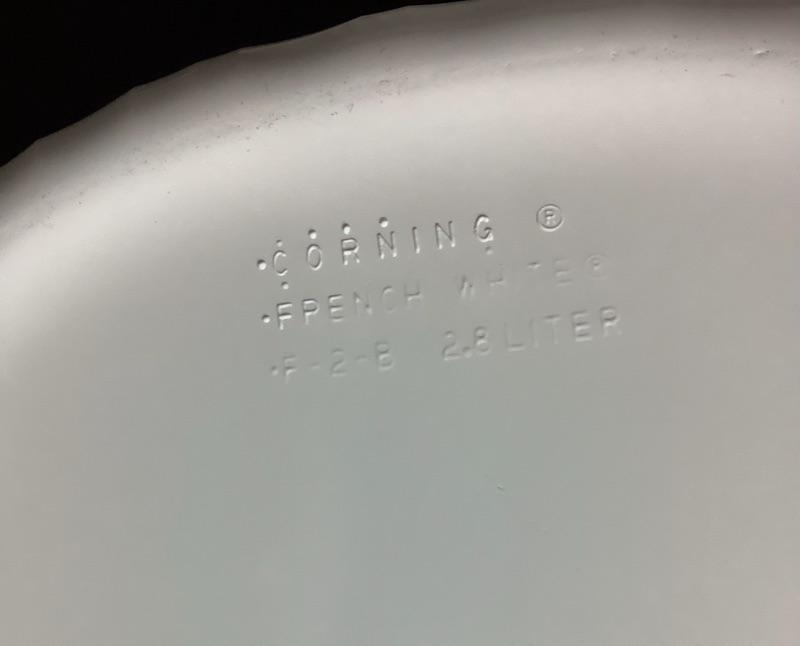 CORNING ®
FRENCH WHITE®
F-2-B 2.8 LITER